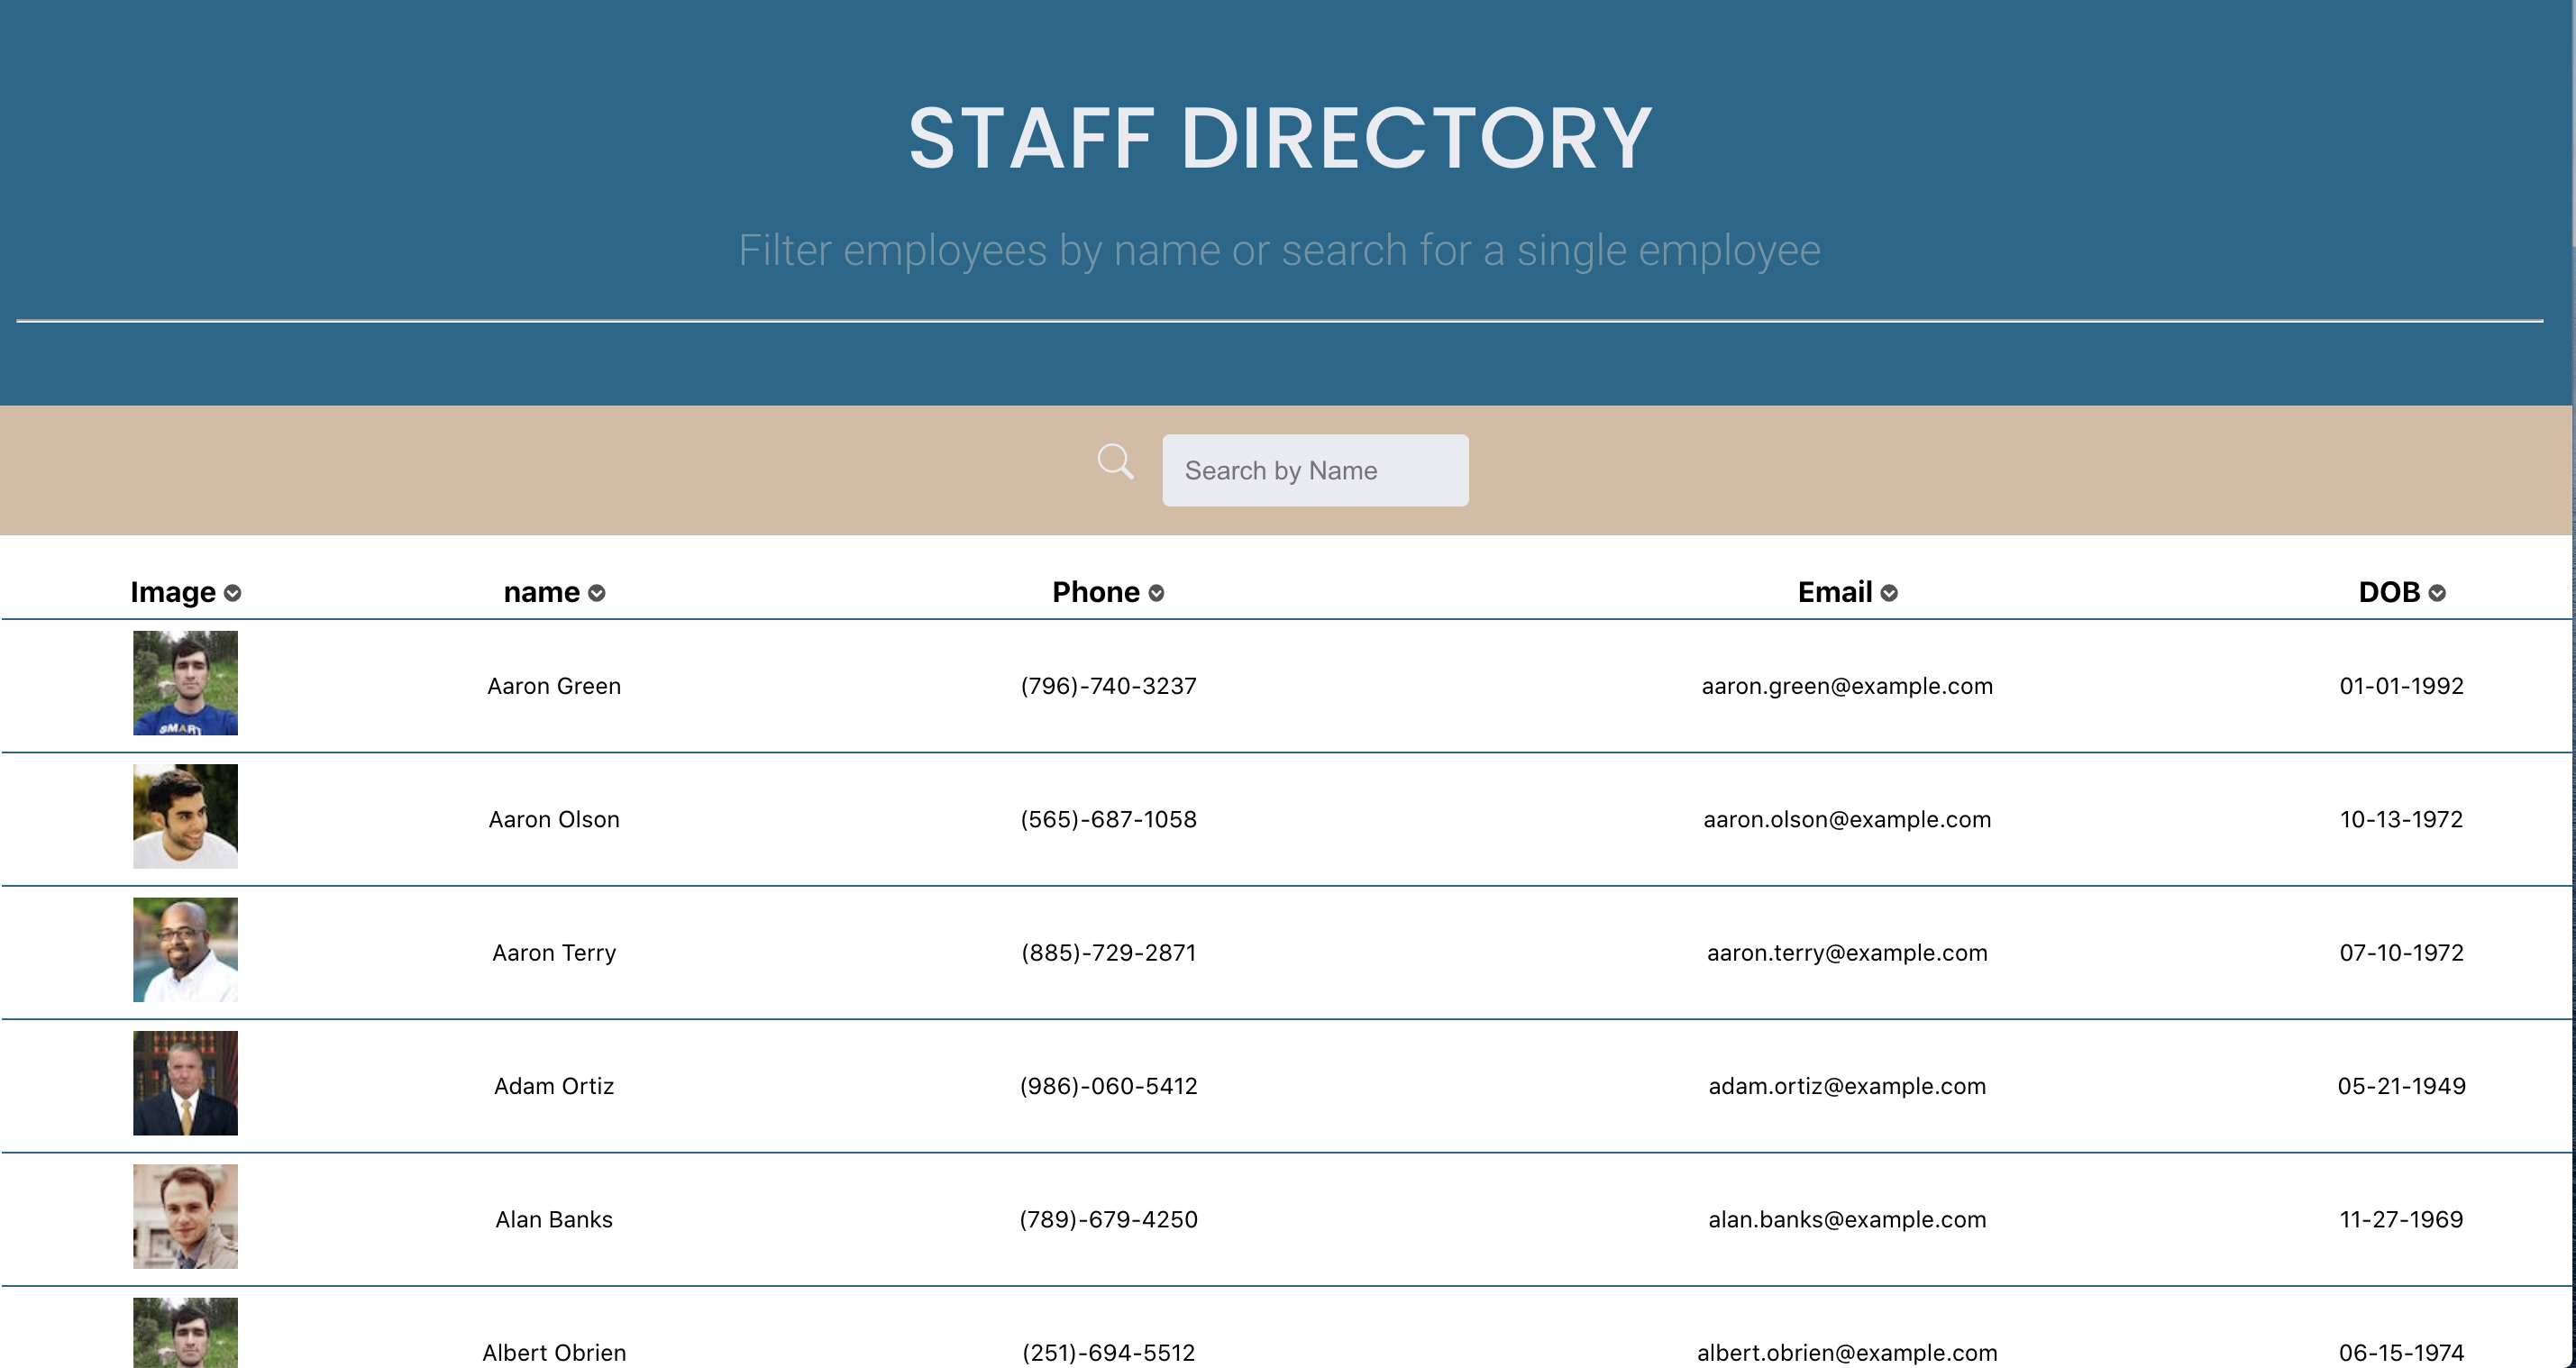 STAFF DIRECTORY
Filter employees by name or search for a single employee
Search by Name
Image name Phone Email DOB
SMART
Aaron Green (796)-740-3237 aaron.green@example.com 01-01-1992
Aaron Olson (565)-687-1058 aaron.olson@example.com 10-13-1972
Aaron Terry (885)-729-2871 aaron.terry@example.com 07-10-1972
Adam Ortiz (986)-060-5412 adam.ortiz@example.com 05-21-1949
Alan Banks (789)-679-4250 alan.banks@example.com 11-27-1969
Albert Obrien (251)-694-5512 albert.obrien@example.com 06-15-1974